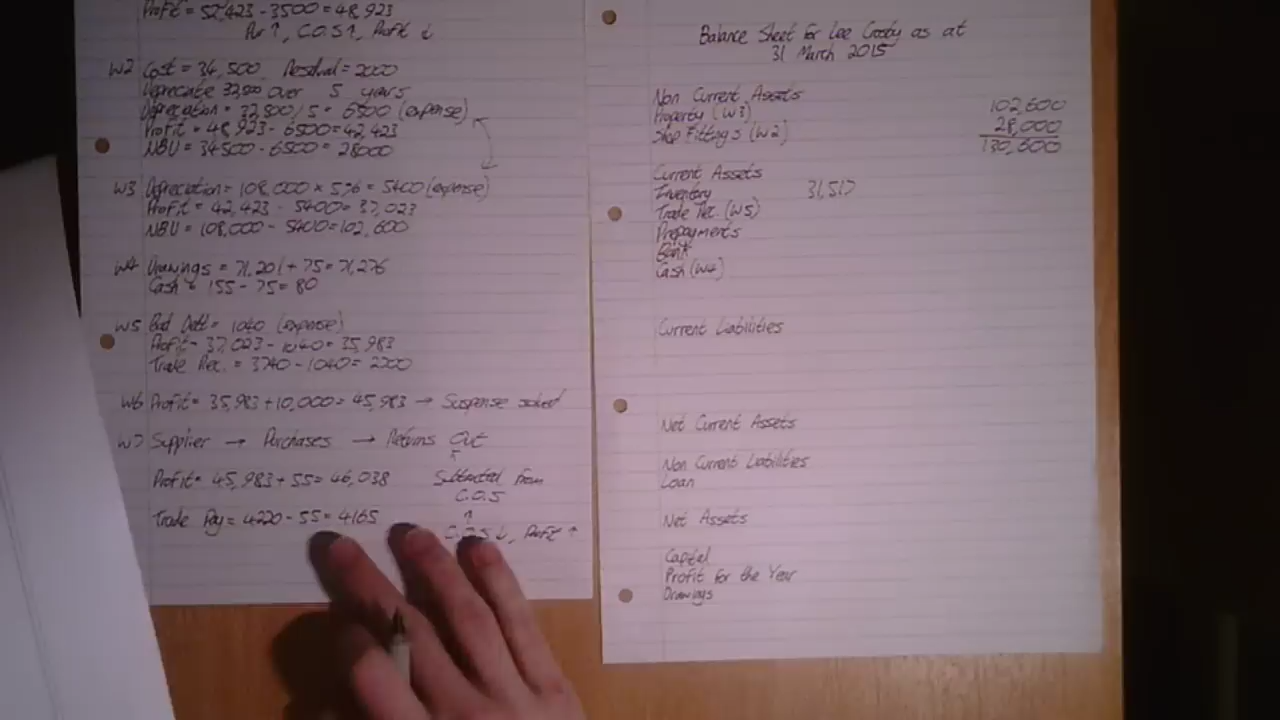 Profit = 52,423 - 3500 = 48,923
Pur ↑, C.O.S ↑, Profit ↓
W2 Cost = 34,500 Residual = 2000
Depreciate 32,500 over 5 years
Depreciation = 32,500 / 5 = 6500 (expense)
Profit = 48,923 - 6500 = 42,423
NBV = 34500 - 6500 = 28000
W3 Depreciation = 108,000 × 5% = 5400 (expense)
Profit = 42,423 - 5400 = 37,023
NBV = 108,000 - 5400 = 102,600
W4 Drawings = 71,201 + 75 = 71,276
Cash = 155 - 75 = 80
W5 Bad Debt = 1040 (expense)
Profit = 37,023 - 1040 = 35,983
Trade Rec. = 3240 - 1040 = 2200
W6 Profit = 35,983 + 10,000 = 45,983 → Suspense solved
W7 Supplier → Purchases → Returns Out
Profit = 45,983 + 55 = 46,038 Subtracted from
C.O.S
Trade Pay = 4220 - 55 = 4165
C.O.S ↓, Profit ↑
Balance Sheet for Lee Crosby as at
31 March 2015
Non Current Assets
Property (W3) 102,600
Shop Fittings (W2) 28,000
130,600
Current Assets
Inventory 31,517
Trade Rec. (W5)
Prepayments
Bank
Cash (W4)
Current Liabilities
Net Current Assets
Non Current Liabilities
Loan
Net Assets
Capital
Profit for the Year
Drawings